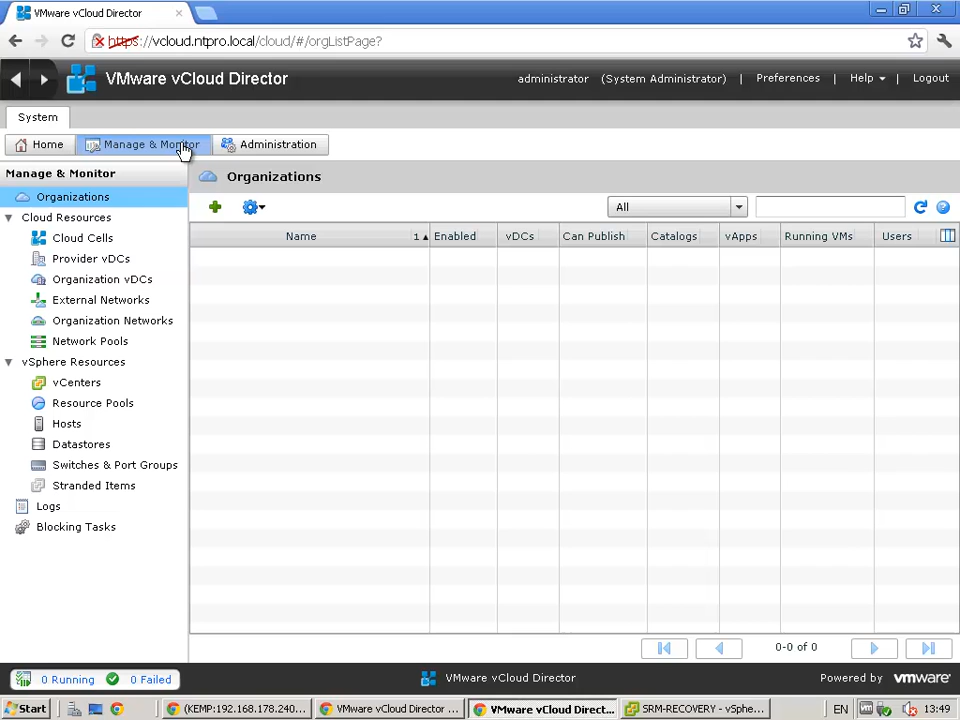 VMware vCloud Director
https://vcloud.ntpro.local/cloud/#/orgListPage?
VMware vCloud Director
administrator (System Administrator) | Preferences | Help | Logout
System
Home
Manage & Monitor
Administration
Manage & Monitor
Organizations
Cloud Resources
Cloud Cells
Provider vDCs
Organization vDCs
External Networks
Organization Networks
Network Pools
vSphere Resources
vCenters
Resource Pools
Hosts
Datastores
Switches & Port Groups
Stranded Items
Logs
Blocking Tasks
Organizations
All
Name 1 ▲ Enabled vDCs Can Publish Catalogs vApps Running VMs Users
0-0 of 0
0 Running 0 Failed
VMware vCloud Director
Powered by vmware
Start (KEMP:192.168.178.240... VMware vCloud Director ... VMware vCloud Direct... SRM-RECOVERY - vSphe... EN 13:49